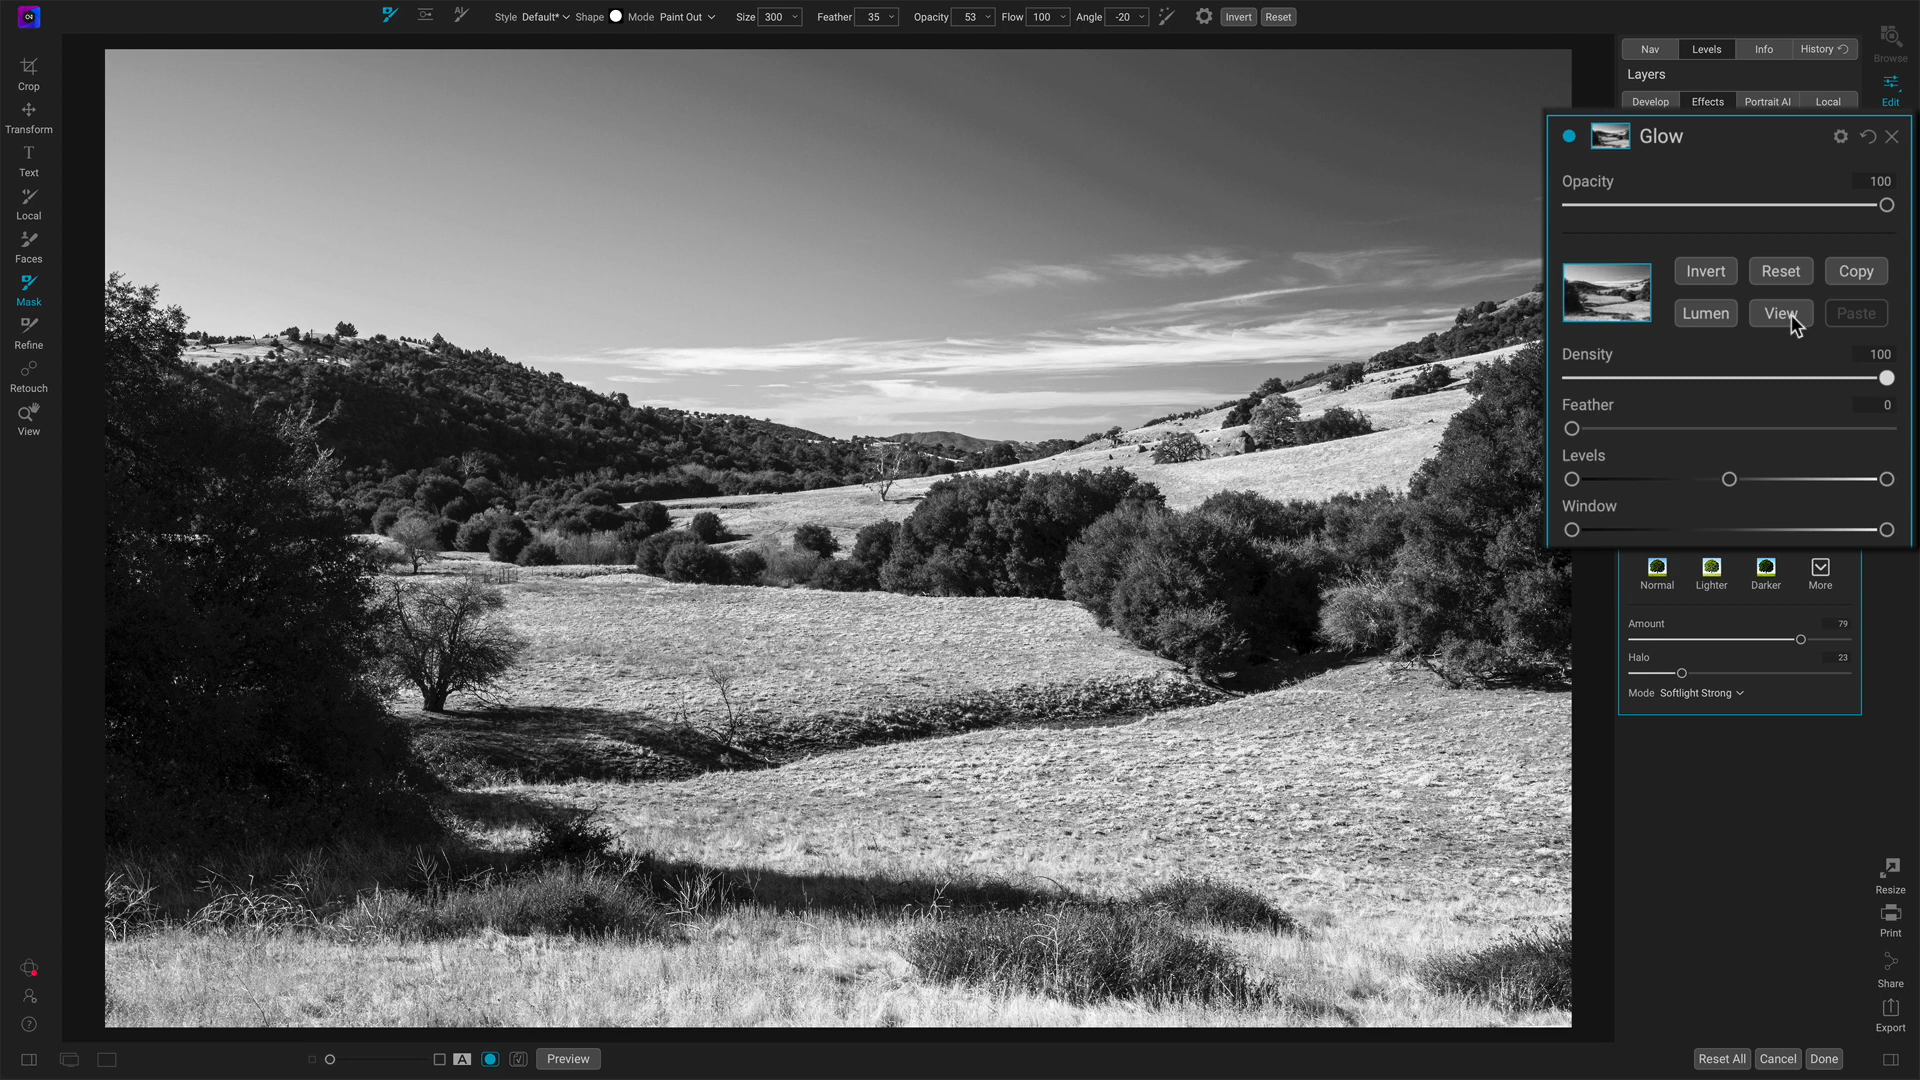 Style Default* Shape Mode Paint Out Size 300 Feather 35 Opacity 53 Flow 100 Angle -20 Invert Reset
Crop
Transform
Text
Local
Faces
Mask
Refine
Retouch
View
Nav Levels Info History
Layers
Develop Effects Portrait AI Local
Browse
Edit
Glow
Opacity 100
Invert Reset Copy
Lumen View Paste
Density 100
Feather 0
Levels
Window
Normal Lighter Darker More
Amount 79
Halo 23
Mode Softlight Strong
Resize
Print
Share
Export
A Preview
Reset All Cancel Done